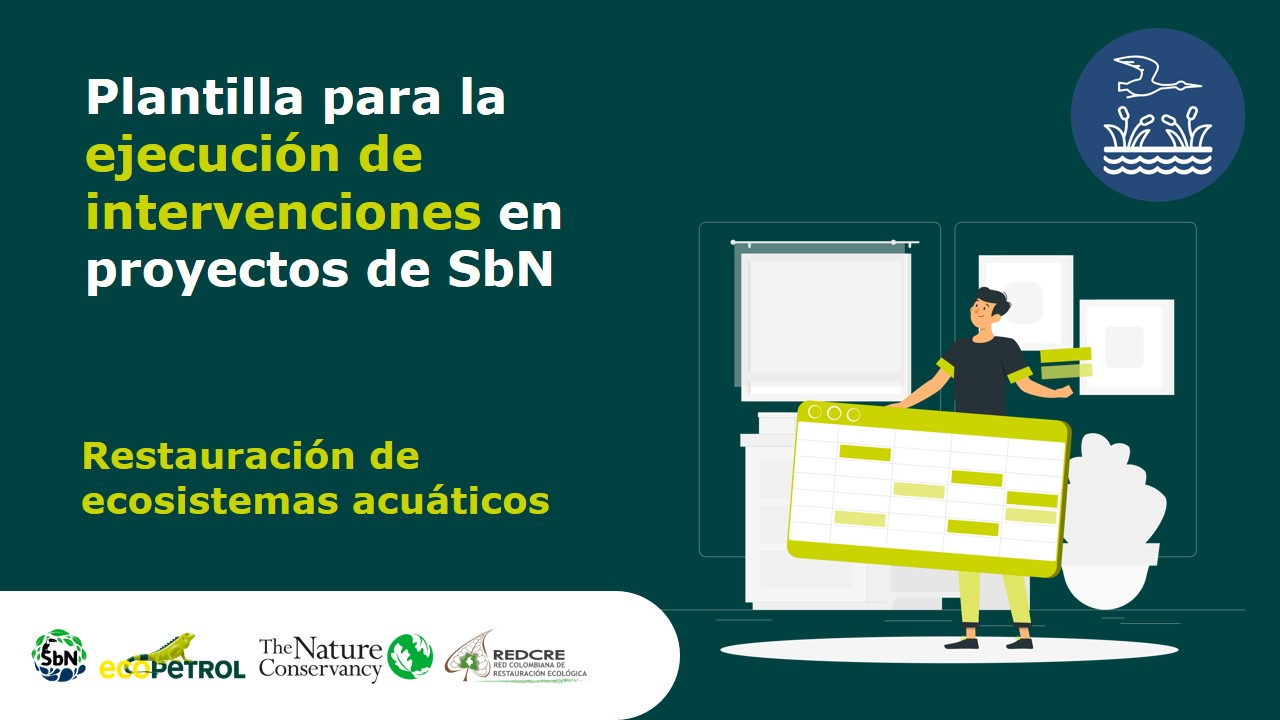 Plantilla para la
ejecución de
intervenciones en
proyectos de SbN
Restauración de
ecosistemas acuáticos
SbN
ecopetrol
The Nature
Conservancy
REDCRE
RED COLOMBIANA DE
RESTAURACIÓN ECOLÓGICA